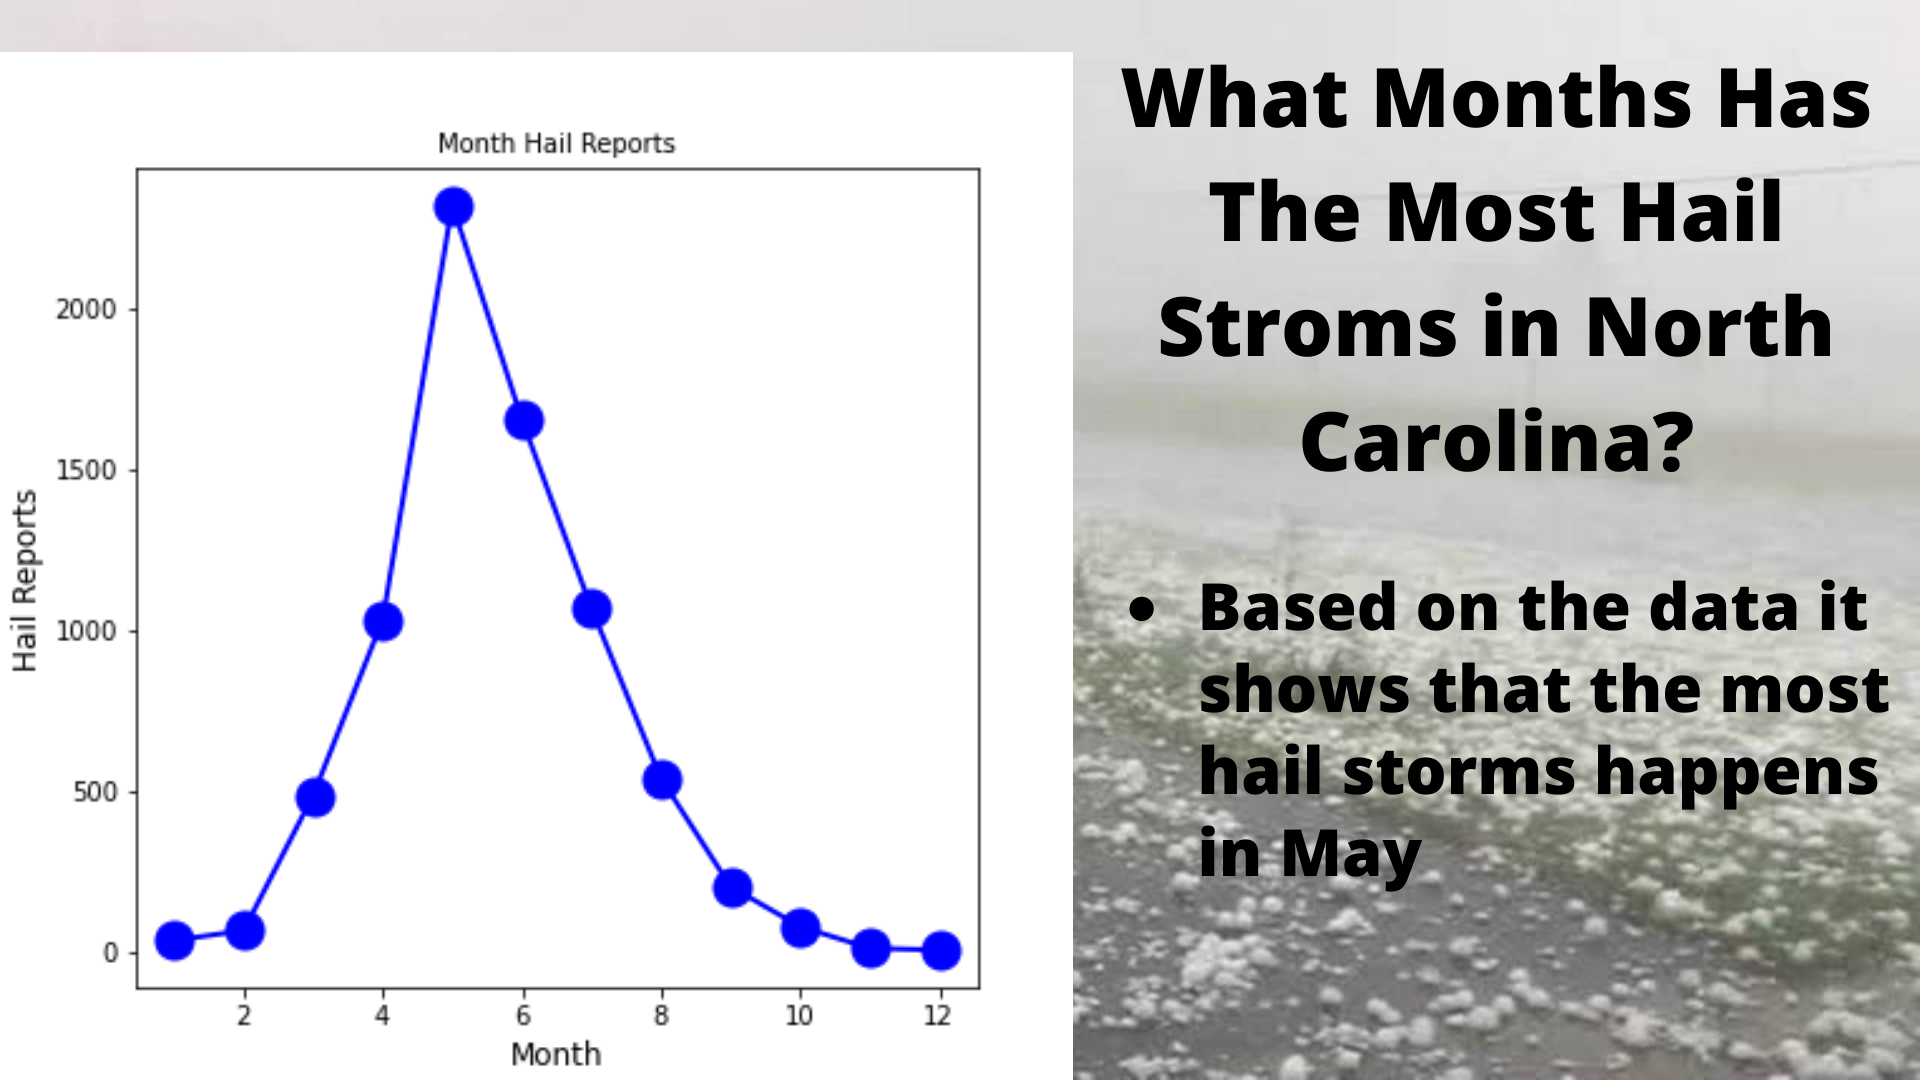 Month Hail Reports
2000
1500
1000
500
0
Hail Reports
2 4 6 8 10 12
Month
What Months Has
The Most Hail
Stroms in North
Carolina?
• Based on the data it
shows that the most
hail storms happens
in May